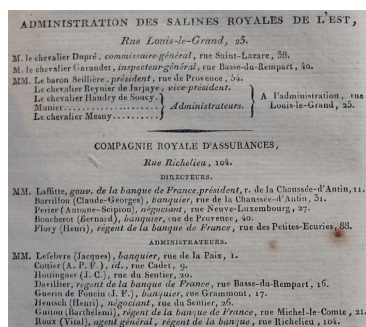 ADMINISTRATION DES SALINES ROYALES DE L'EST,
Rue Louis-le-Grand, 25.
M. le chevalier Dupré, commissaire-général, rue Saint-Lazare, 38.
M. le chevalier Garaudet, inspecteur-général, rue Basse-du-Rempart, 40.
MM. Le baron Seillière, président, rue de Provence, 54.
Le chevalier Reynier de Jarjaye, vice-président.
Le chevalier Haudry de Soucy.
Munier..............
Le chevalier Mesny..........
Administrateurs.
A l'administration, rue Louis-le-Grand, 25.
COMPAGNIE ROYALE D'ASSURANCES,
Rue Richelieu, 104.
DIRECTEURS.
MM. Laffitte, gouv. de la banque de France, président, r. de la Chaussée-d'Antin, 11.
Barrillon (Claude-Georges), banquier, rue de la Chaussée-d'Antin, 51.
Perier (Antoine-Scipion), négociant, rue Neuve-Luxembourg, 27.
Boucherot (Bernard), banquier, rue de Provence, 40.
Flory (Henri), régent de la banque de France, rue des Petites-Ecuries, 88.
ADMINISTRATEURS.
MM. Lefebvre (Jacques), banquier, rue de la Paix, 1.
Cottier (A. P. F.), id., rue Cadet, 9.
Hottinguer (J. C.), rue du Sentier, 20.
Davillier, régent de la banque de France, rue Basse-du-Rempart, 16.
Guérin de Foncin (J. F.), banquier, rue Grammont, 17.
Hentsch (Henri), négociant, rue du Sentier, 26.
Guiton (Barthélemi), régent de la banque de France, rue Michel-le-Comte, 21.
Roux (Vital), agent général, régent de la banque, rue Richelieu, 104.